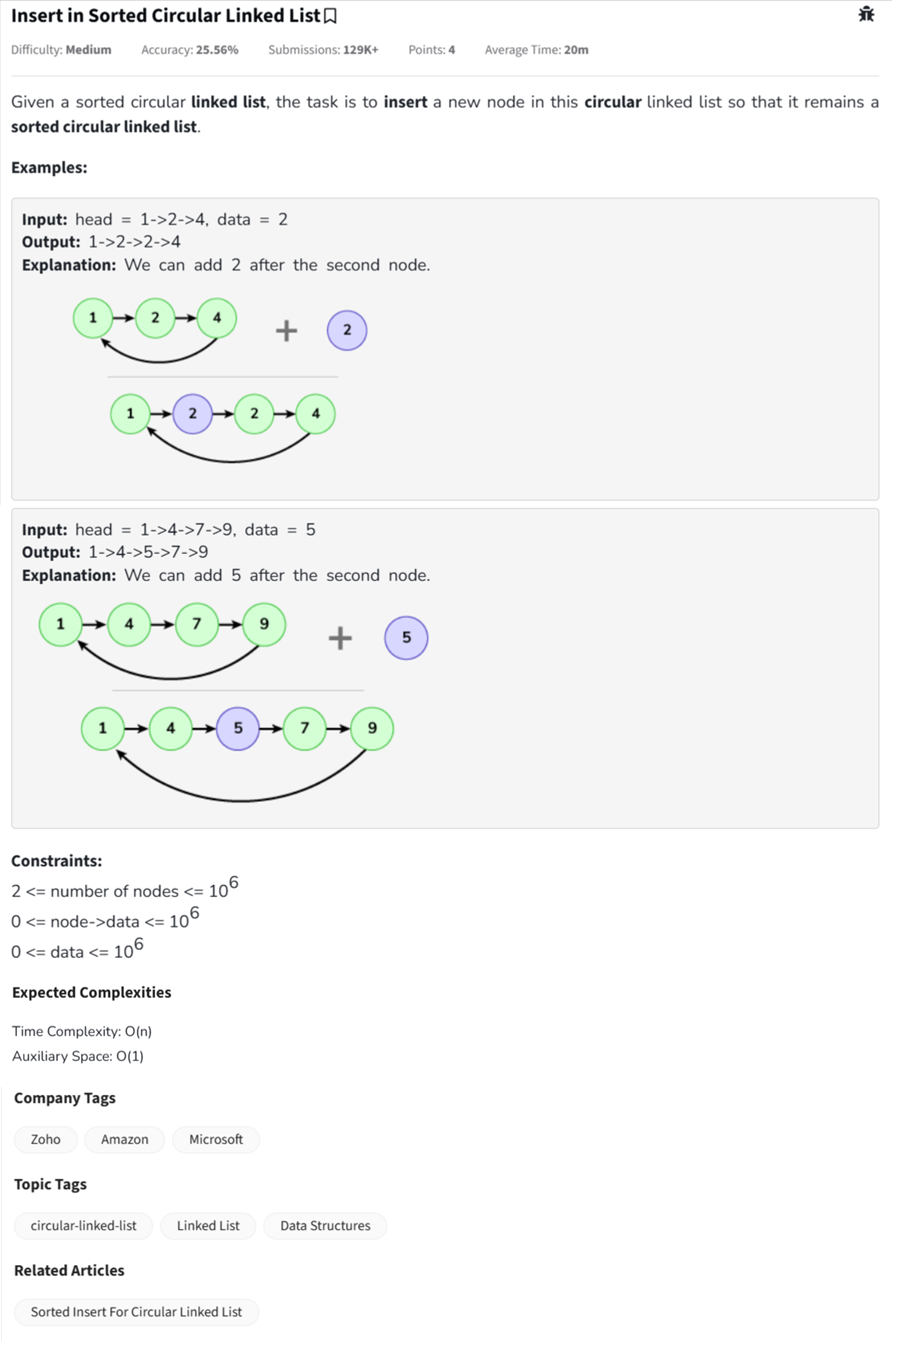 Insert in Sorted Circular Linked List
Difficulty: Medium Accuracy: 25.56% Submissions: 129K+ Points: 4 Average Time: 20m
Given a sorted circular linked list, the task is to insert a new node in this circular linked list so that it remains a
sorted circular linked list.
Examples:
Input: head = 1->2->4, data = 2
Output: 1->2->2->4
Explanation: We can add 2 after the second node.
1 2 4 + 2
1 2 2 4
Input: head = 1->4->7->9, data = 5
Output: 1->4->5->7->9
Explanation: We can add 5 after the second node.
1 4 7 9 + 5
1 4 5 7 9
Constraints:
2 <= number of nodes <= 10^6
0 <= node->data <= 10^6
0 <= data <= 10^6
Expected Complexities
Time Complexity: O(n)
Auxiliary Space: O(1)
Company Tags
Zoho Amazon Microsoft
Topic Tags
circular-linked-list Linked List Data Structures
Related Articles
Sorted Insert For Circular Linked List